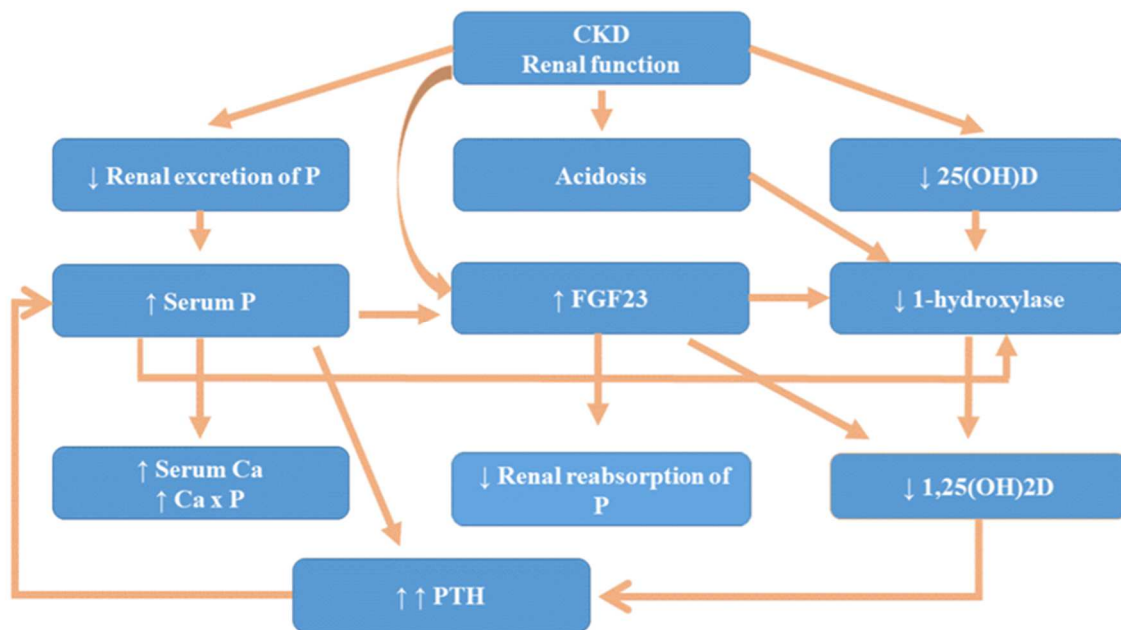 CKD
Renal function
↓ Renal excretion of P
Acidosis
↓ 25(OH)D
↑ Serum P
↑ FGF23
↓ 1-hydroxylase
↑ Serum Ca
↑ Ca x P
↓ Renal reabsorption of
P
↓ 1,25(OH)2D
↑ ↑ PTH